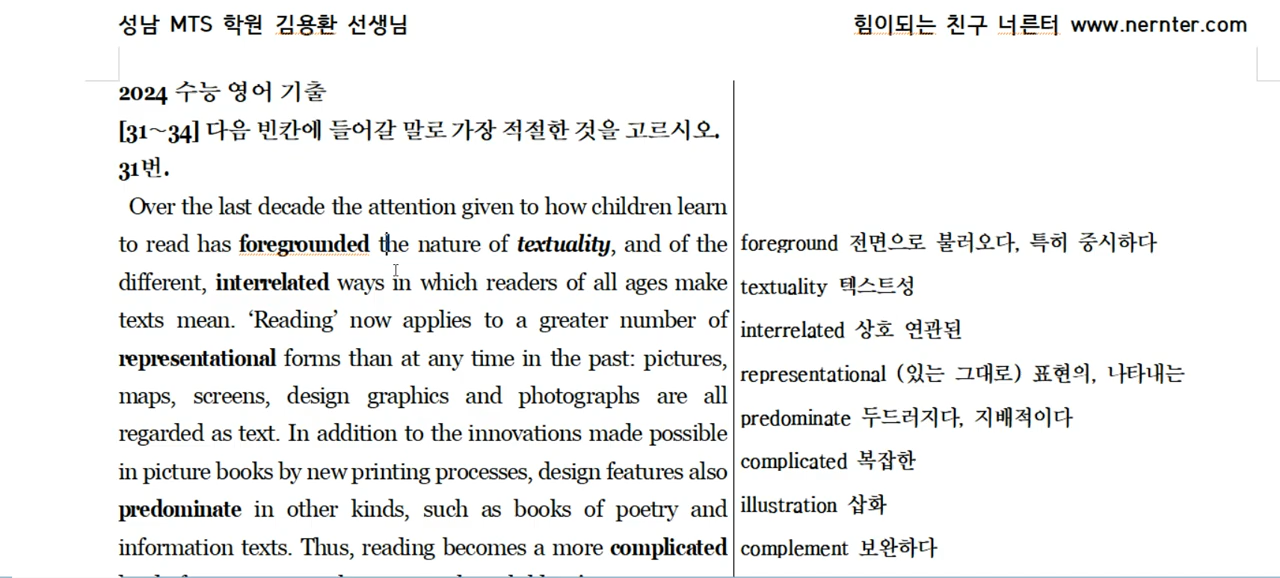 성남 MTS 학원 김용환 선생님
힘이되는 친구 너른터 www.nernter.com
2024 수능 영어 기출
[31~34] 다음 빈칸에 들어갈 말로 가장 적절한 것을 고르시오.
31번.
Over the last decade the attention given to how children learn
to read has foregrounded the nature of textuality, and of the
different, interrelated ways in which readers of all ages make
texts mean. ‘Reading’ now applies to a greater number of
representational forms than at any time in the past: pictures,
maps, screens, design graphics and photographs are all
regarded as text. In addition to the innovations made possible
in picture books by new printing processes, design features also
predominate in other kinds, such as books of poetry and
information texts. Thus, reading becomes a more complicated
foreground 전면으로 불러오다, 특히 중시하다
textuality 텍스트성
interrelated 상호 연관된
representational (있는 그대로) 표현의, 나타내는
predominate 두드러지다, 지배적이다
complicated 복잡한
illustration 삽화
complement 보완하다